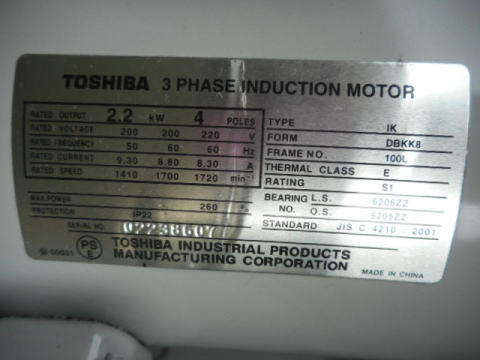 TOSHIBA 3 PHASE INDUCTION MOTOR
RATED OUTPUT 2.2 kW 4 POLES
RATED VOLTAGE 200 200 220 V
RATED FREQUENCY 50 60 60 Hz
RATED CURRENT 9.30 8.80 8.30 A
RATED SPEED 1410 1700 1720 min⁻¹
MAX.POWER 260
PROTECTION IP22
SERIAL NO. 02238607
TYPE IK
FORM DBKK8
FRAME NO. 100L
THERMAL CLASS E
RATING S1
BEARING L.S. 6206ZZ
NO. O.S. 6205ZZ
STANDARD JIS C 4210 2001
PS
E
00031
TOSHIBA INDUSTRIAL PRODUCTS
MANUFACTURING CORPORATION
MADE IN CHINA